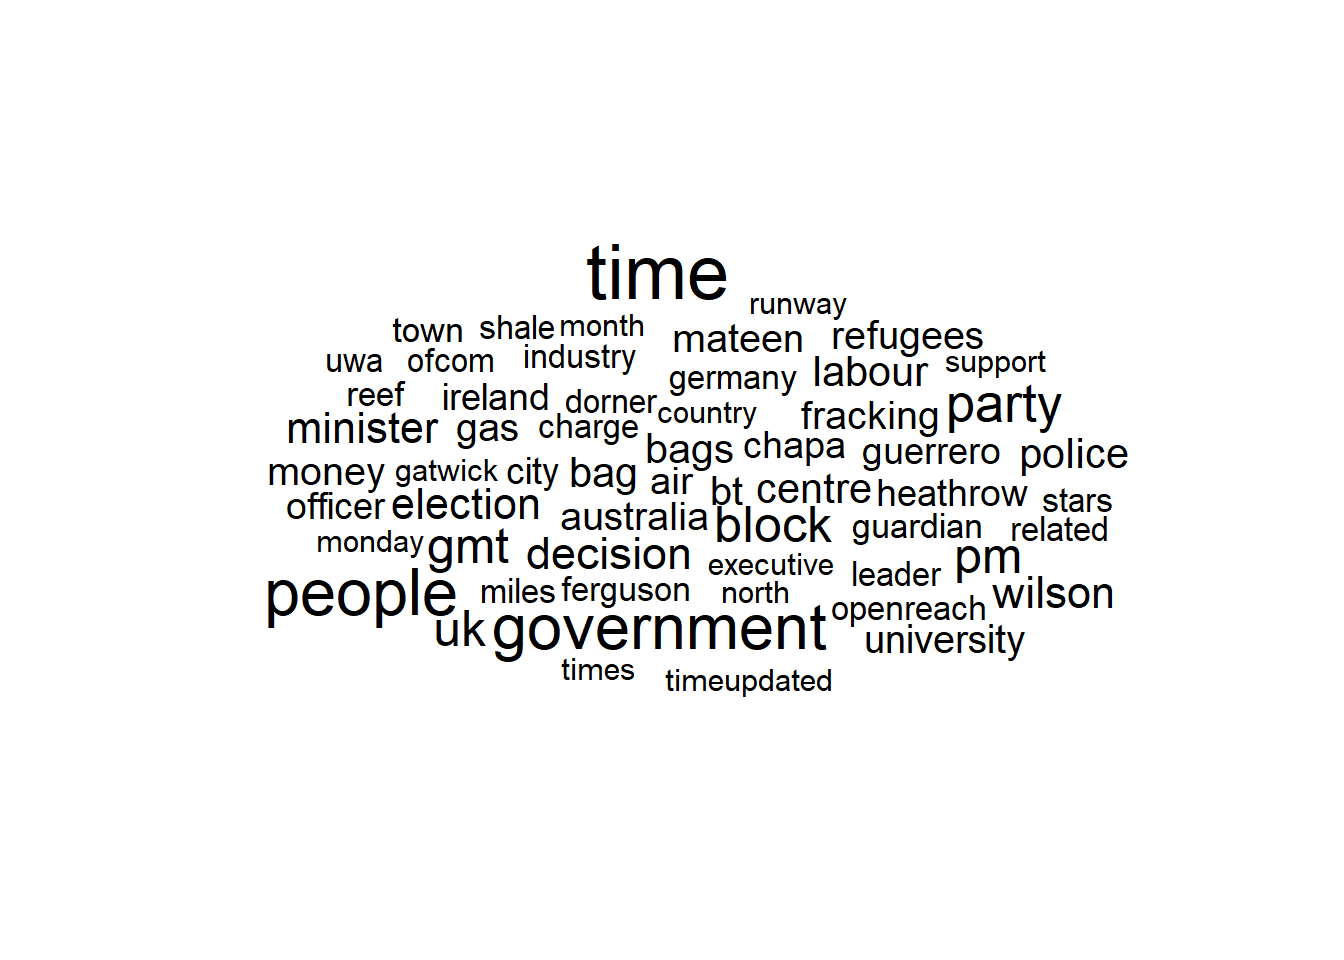 time
runway
town shale month mateen refugees
uwa ofcom industry germany labour support
reef ireland dorner country fracking party
minister gas charge bags chapa guerrero police
money gatwick city bag air bt centre heathrow stars
officer election australia block guardian related
monday gmt decision executive leader pm
people miles ferguson north openreach wilson
uk government university
times timeupdated